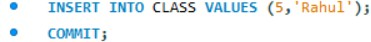 INSERT INTO CLASS VALUES (5,'Rahul');
COMMIT;